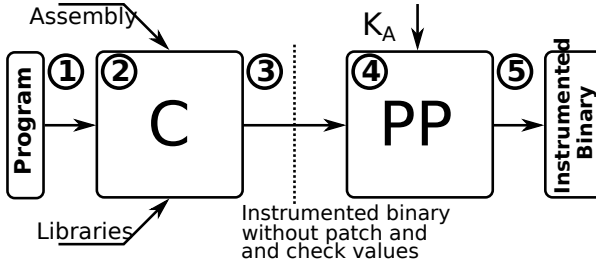 Assembly
K_A
1
2
3
4
5
Program
C
PP
Instrumented
Binary
Libraries
Instrumented binary
without patch and
and check values